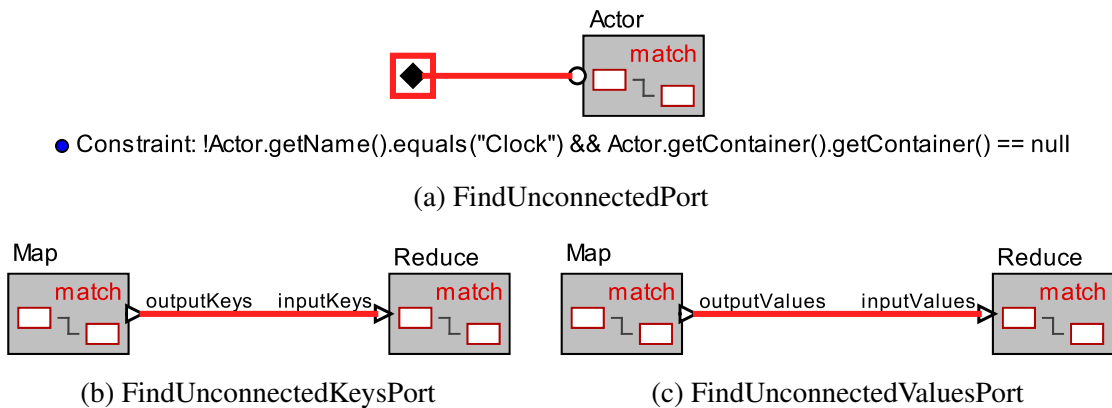 Actor
match
Constraint: !Actor.getName().equals("Clock") && Actor.getContainer().getContainer() == null
(a) FindUnconnectedPort
Map
match
outputKeys
inputKeys
Reduce
match
(b) FindUnconnectedKeysPort
Map
match
outputValues
inputValues
Reduce
match
(c) FindUnconnectedValuesPort